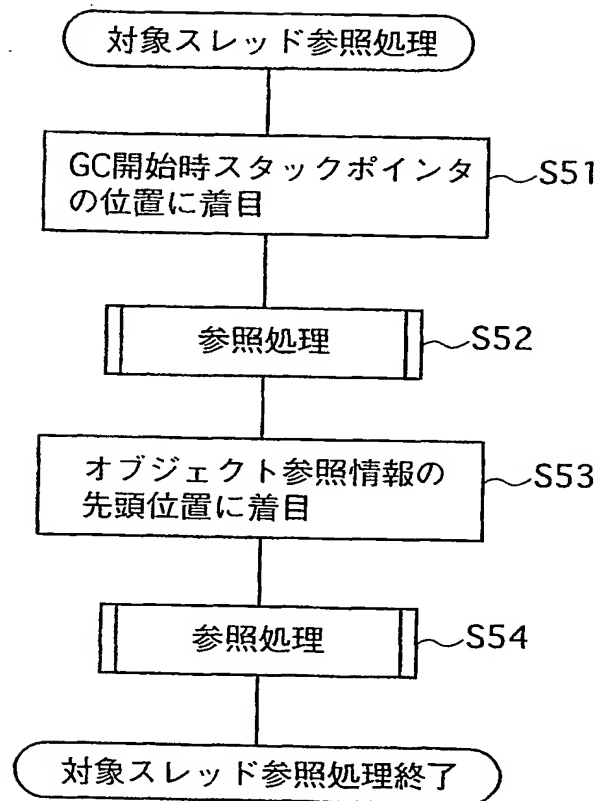 対象スレッド参照処理
GC開始時スタックポインタ
の位置に着目
S51
参照処理
S52
オブジェクト参照情報の
先頭位置に着目
S53
参照処理
S54
対象スレッド参照処理終了